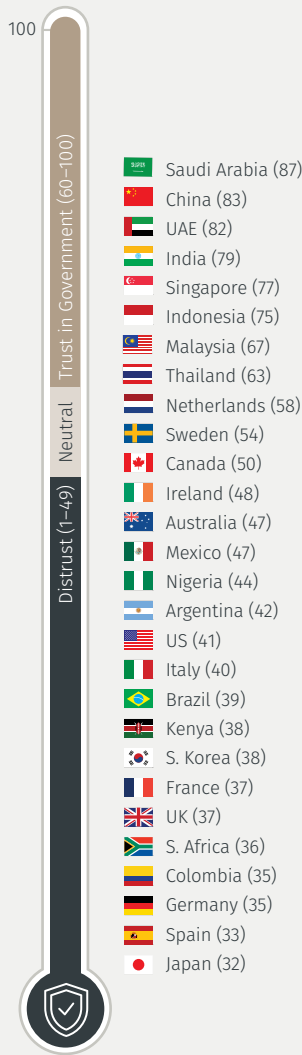 100
Trust in Government (60–100)
Neutral
Distrust (1–49)
Saudi Arabia (87)
China (83)
UAE (82)
India (79)
Singapore (77)
Indonesia (75)
Malaysia (67)
Thailand (63)
Netherlands (58)
Sweden (54)
Canada (50)
Ireland (48)
Australia (47)
Mexico (47)
Nigeria (44)
Argentina (42)
US (41)
Italy (40)
Brazil (39)
Kenya (38)
S. Korea (38)
France (37)
UK (37)
S. Africa (36)
Colombia (35)
Germany (35)
Spain (33)
Japan (32)